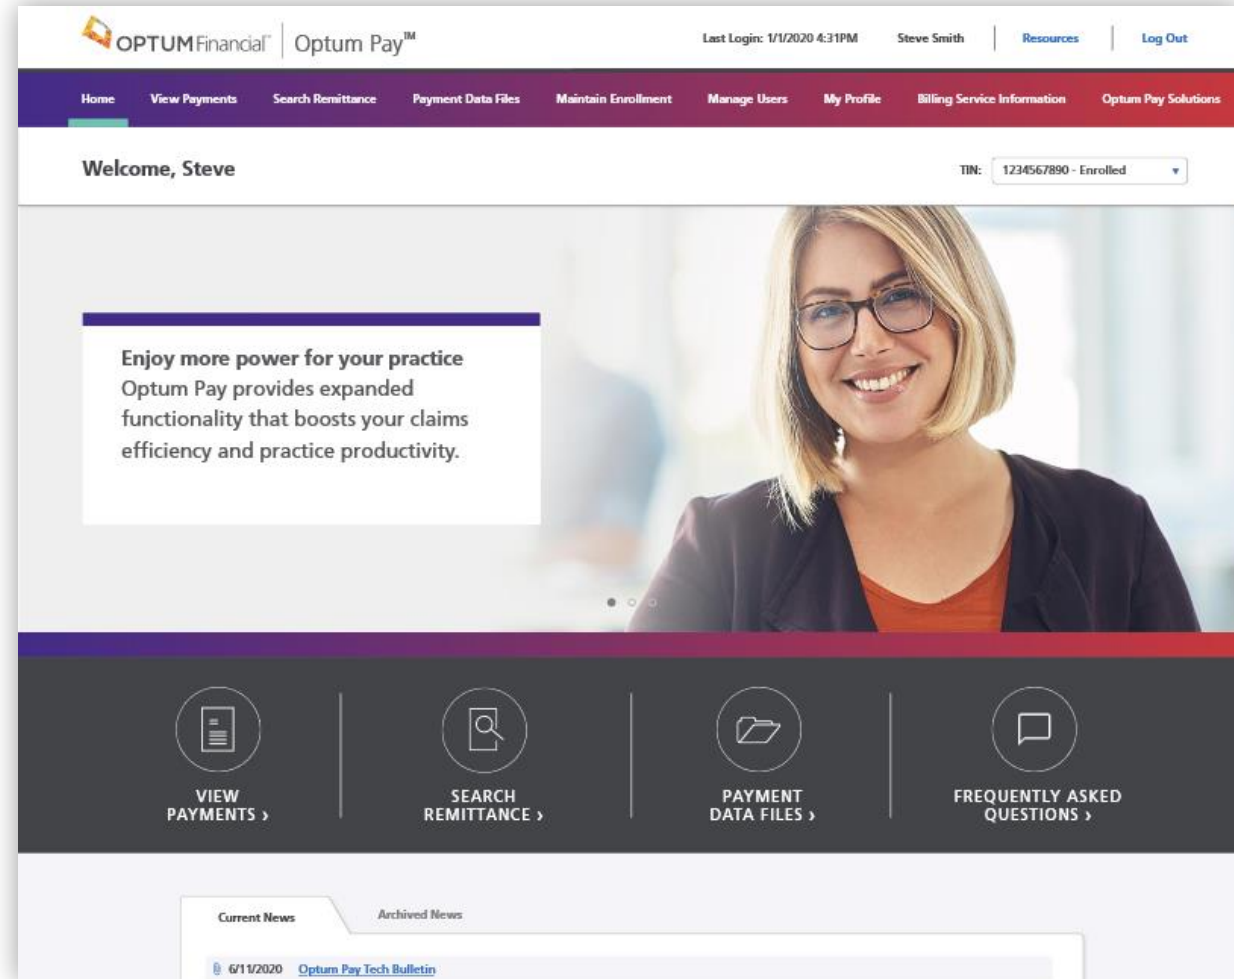 OPTUM Financial™ Optum Pay™
Last Login: 1/1/2020 4:31PM Steve Smith Resources Log Out
Home View Payments Search Remittance Payment Data Files Maintain Enrollment Manage Users My Profile Billing Service Information Optum Pay Solutions
Welcome, Steve
TIN: 1234567890 - Enrolled
Enjoy more power for your practice
Optum Pay provides expanded
functionality that boosts your claims
efficiency and practice productivity.
VIEW
PAYMENTS ›
SEARCH
REMITTANCE ›
PAYMENT
DATA FILES ›
FREQUENTLY ASKED
QUESTIONS ›
Current News Archived News
6/11/2020 Optum Pay Tech Bulletin